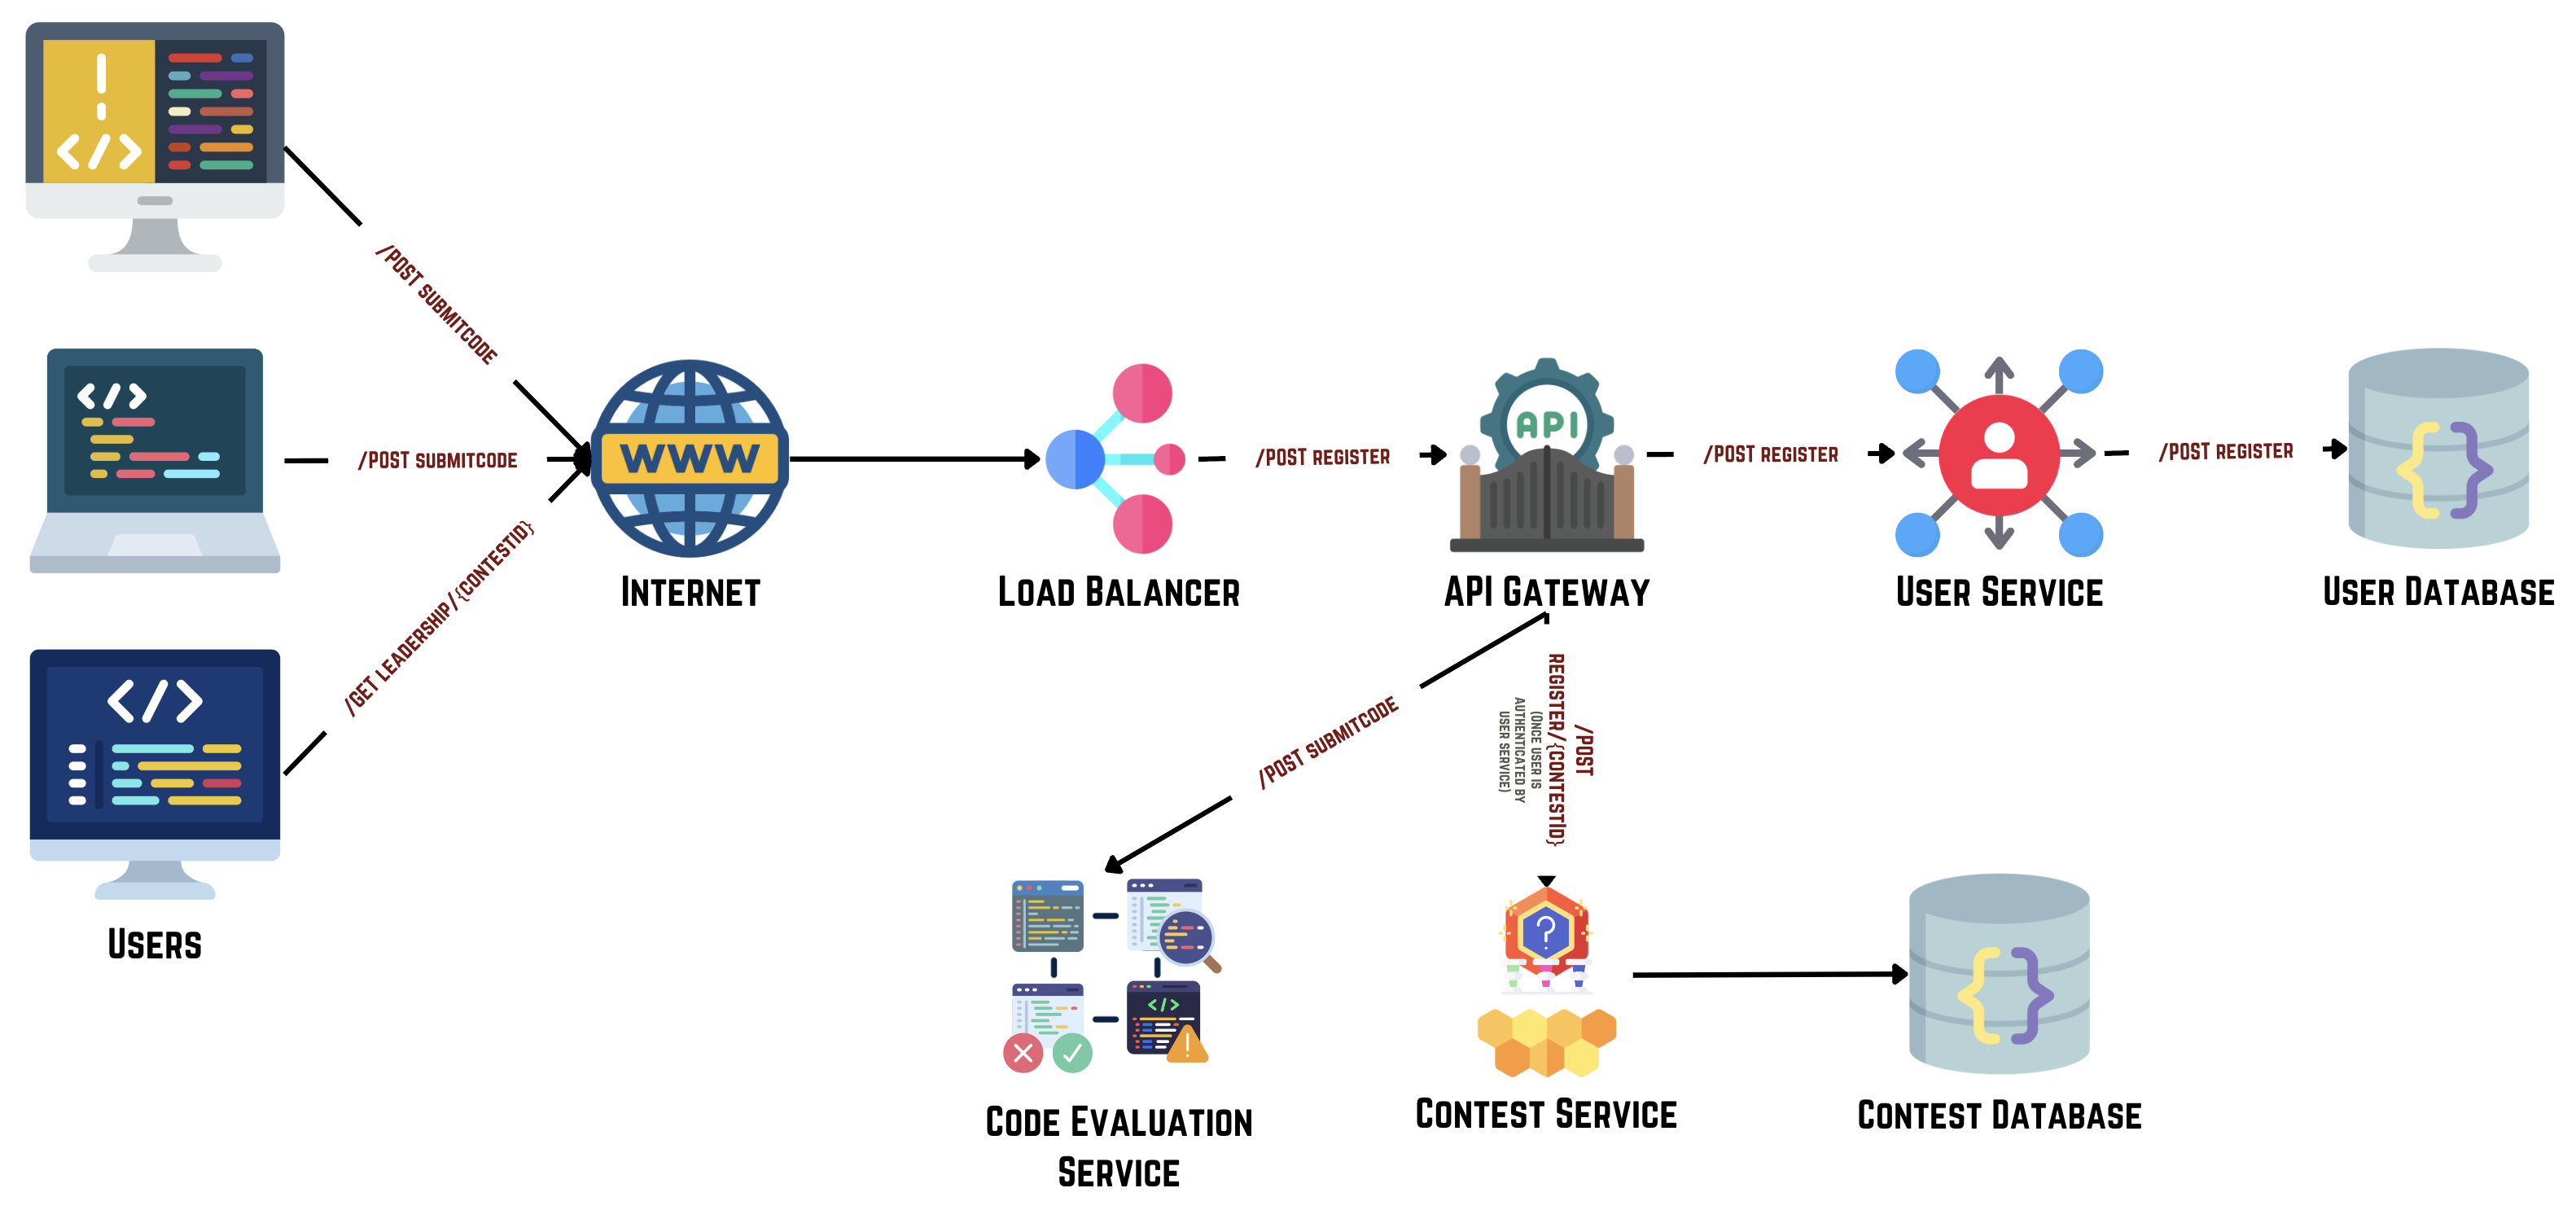 /POST SUBMITCODE
/POST SUBMITCODE
/GET LEADERSHIP/{CONTESTID}
USERS
WWW
INTERNET
LOAD BALANCER
/POST REGISTER
API
API GATEWAY
/POST REGISTER
USER SERVICE
/POST REGISTER
USER DATABASE
/POST SUBMITCODE
/POST
REGISTER/{CONTESTID}
(ONCE USER IS
AUTHENTICATED BY
USER SERVICE)
CODE EVALUATION
SERVICE
?
CONTEST SERVICE
CONTEST DATABASE